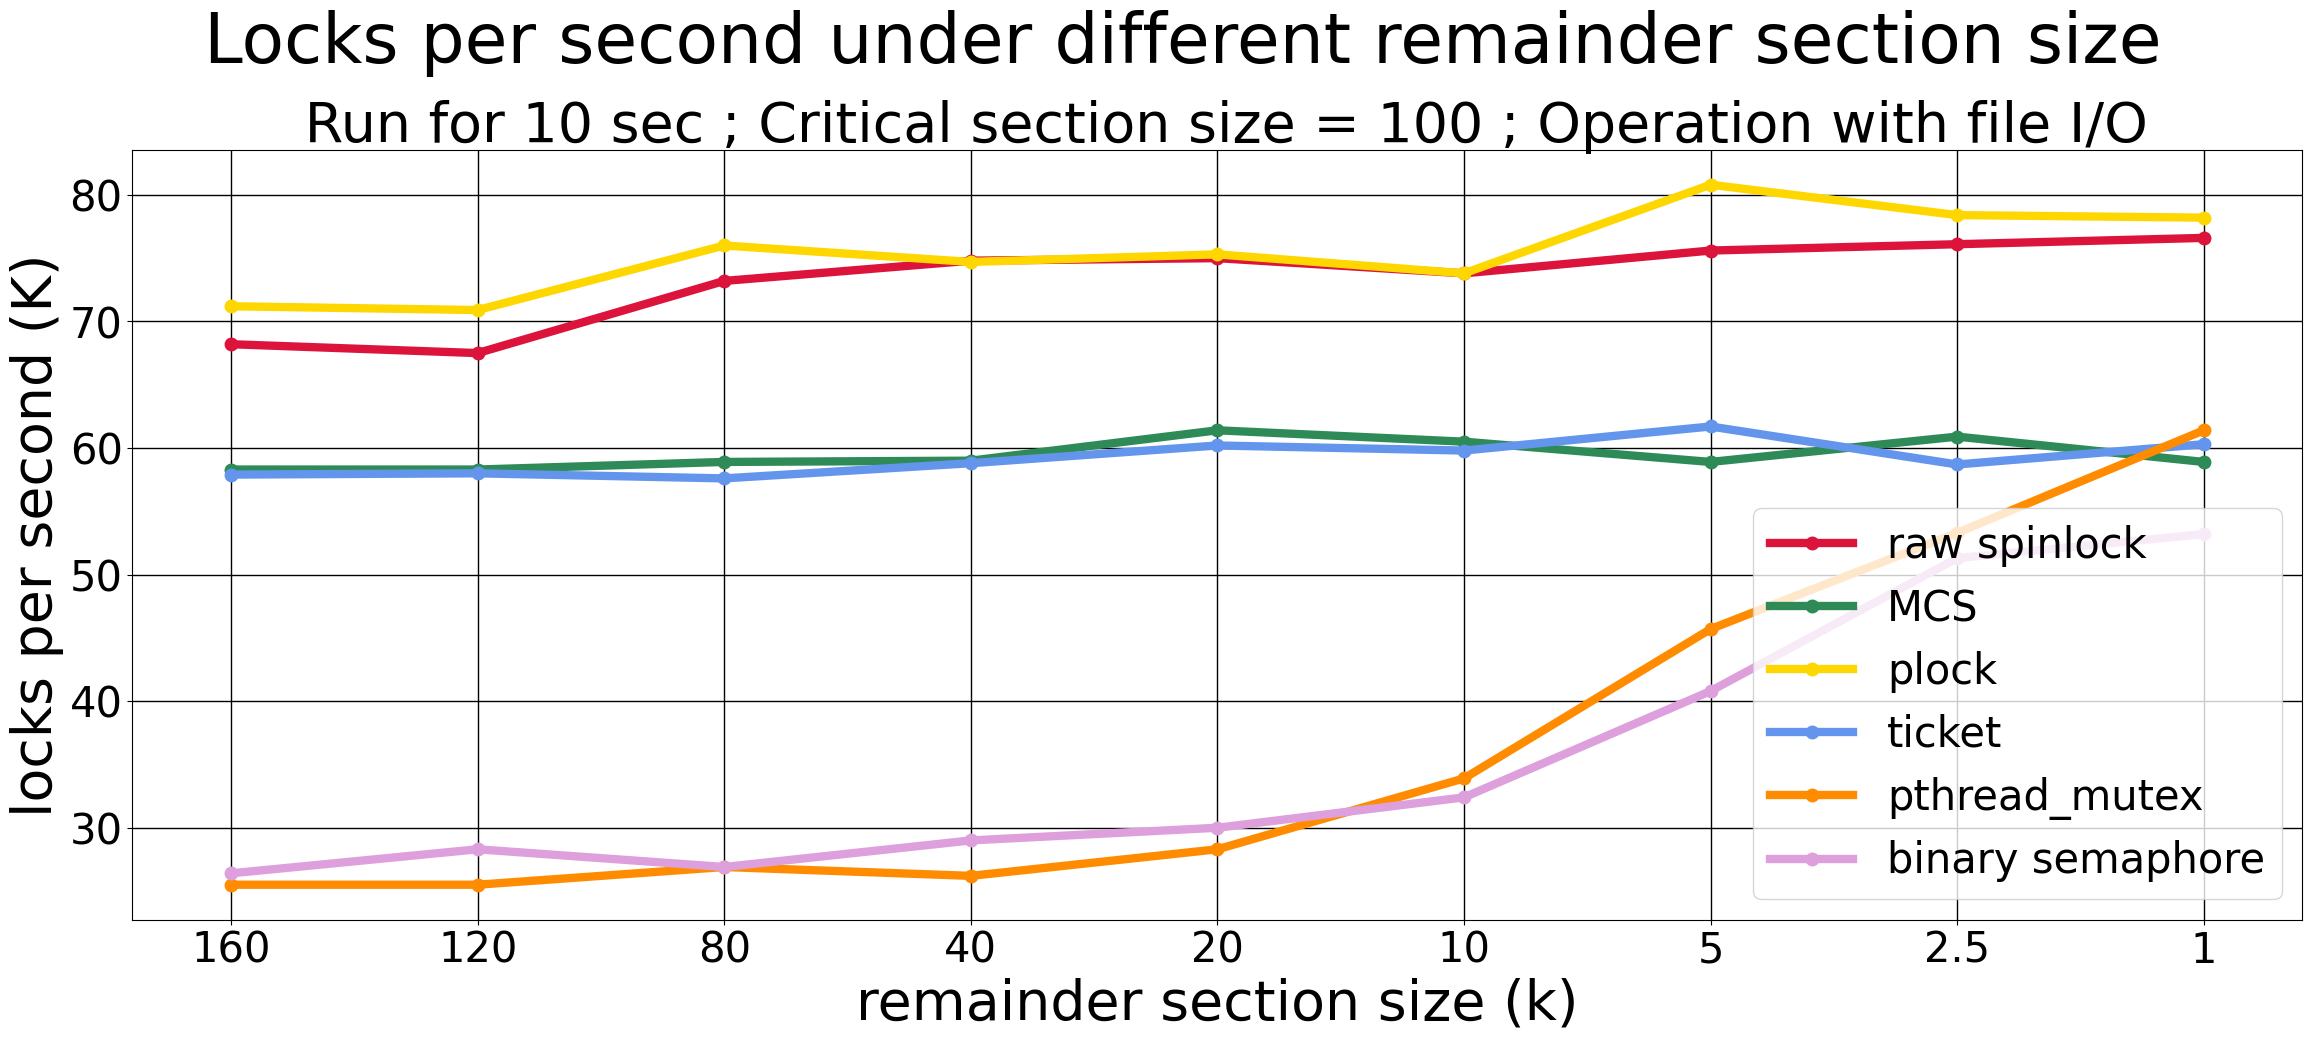 Locks per second under different remainder section size
Run for 10 sec ; Critical section size = 100 ; Operation with file I/O
locks per second (K)
80
70
60
50
40
30
raw spinlock
MCS
plock
ticket
pthread_mutex
binary semaphore
160 120 80 40 20 10 5 2.5 1
remainder section size (k)